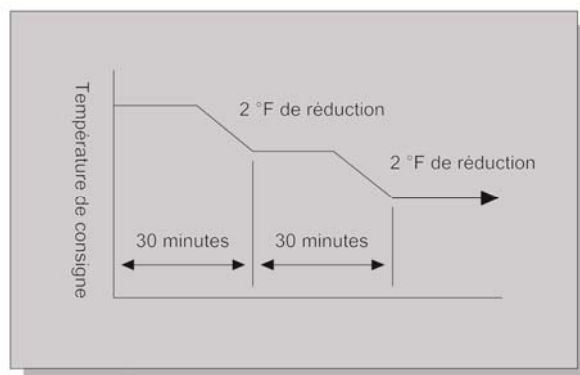 Température de consigne
2 °F de réduction
2 °F de réduction
30 minutes
30 minutes